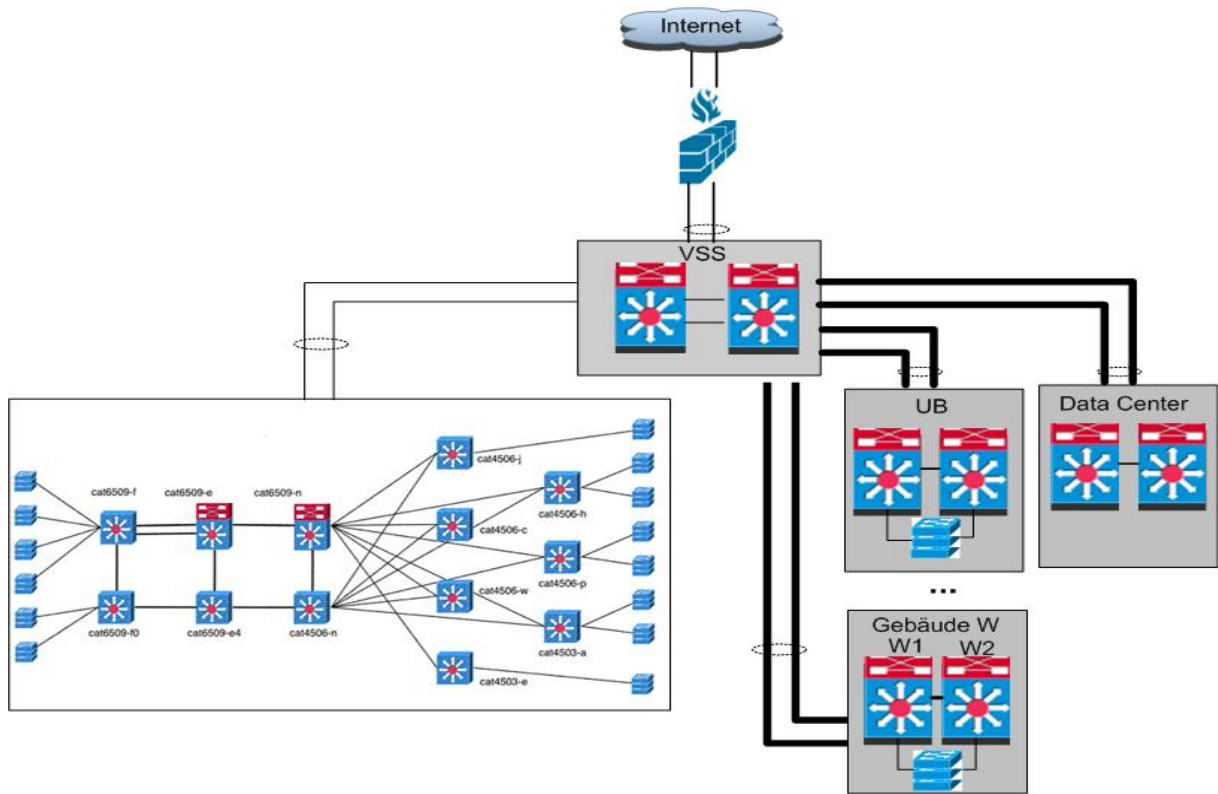 Internet
VSS
UB
Data Center
cat4506-j
cat6509-f
cat6509-e
cat6509-n
cat4506-h
cat4506-c
cat4506-p
cat4506-w
cat6509-f0
cat6509-e4
cat4506-n
cat4503-a
cat4503-e
...
Gebäude W
W1 W2